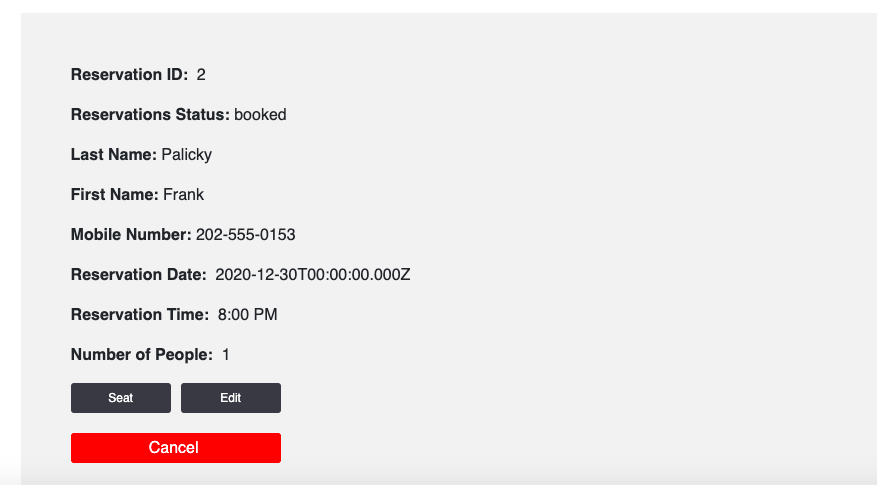 Reservation ID: 2
Reservations Status: booked
Last Name: Palicky
First Name: Frank
Mobile Number: 202-555-0153
Reservation Date: 2020-12-30T00:00:00.000Z
Reservation Time: 8:00 PM
Number of People: 1
Seat Edit
Cancel